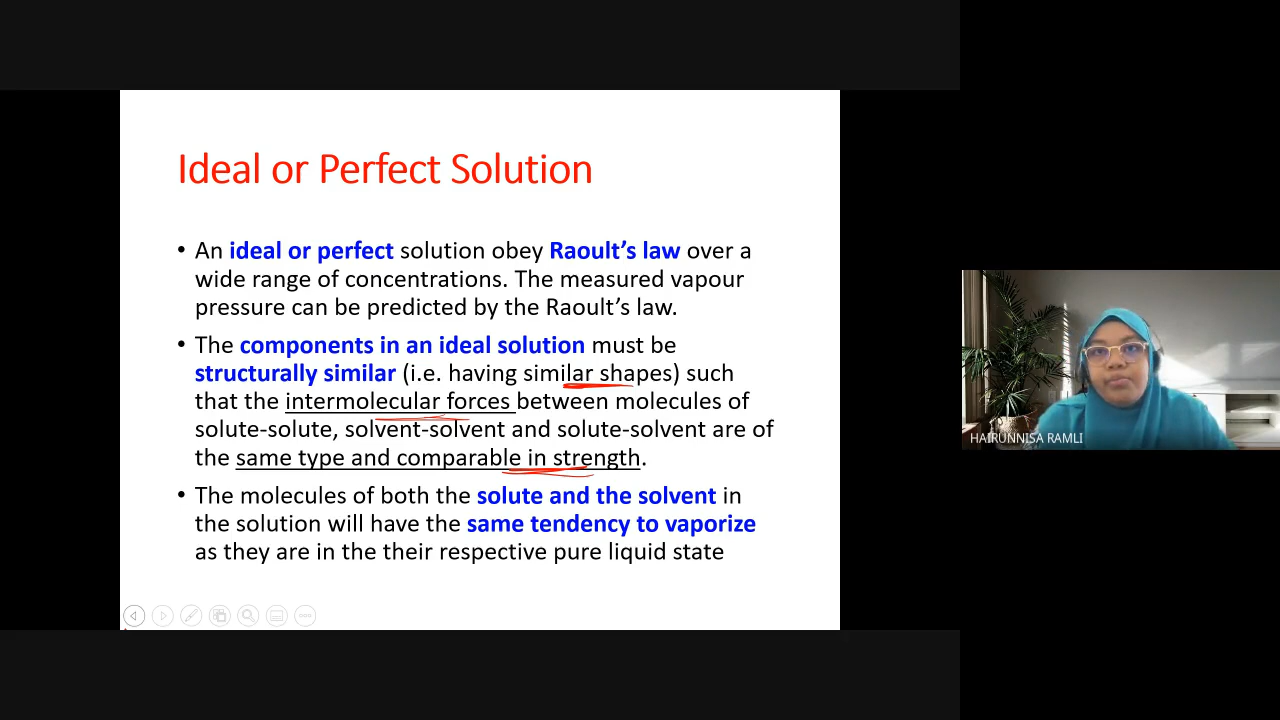 Ideal or Perfect Solution
• An ideal or perfect solution obey Raoult’s law over a
wide range of concentrations. The measured vapour
pressure can be predicted by the Raoult’s law.
• The components in an ideal solution must be
structurally similar (i.e. having similar shapes) such
that the intermolecular forces between molecules of
solute-solute, solvent-solvent and solute-solvent are of
the same type and comparable in strength.
• The molecules of both the solute and the solvent in
the solution will have the same tendency to vaporize
as they are in the their respective pure liquid state
HAIRUNNISA RAMLI